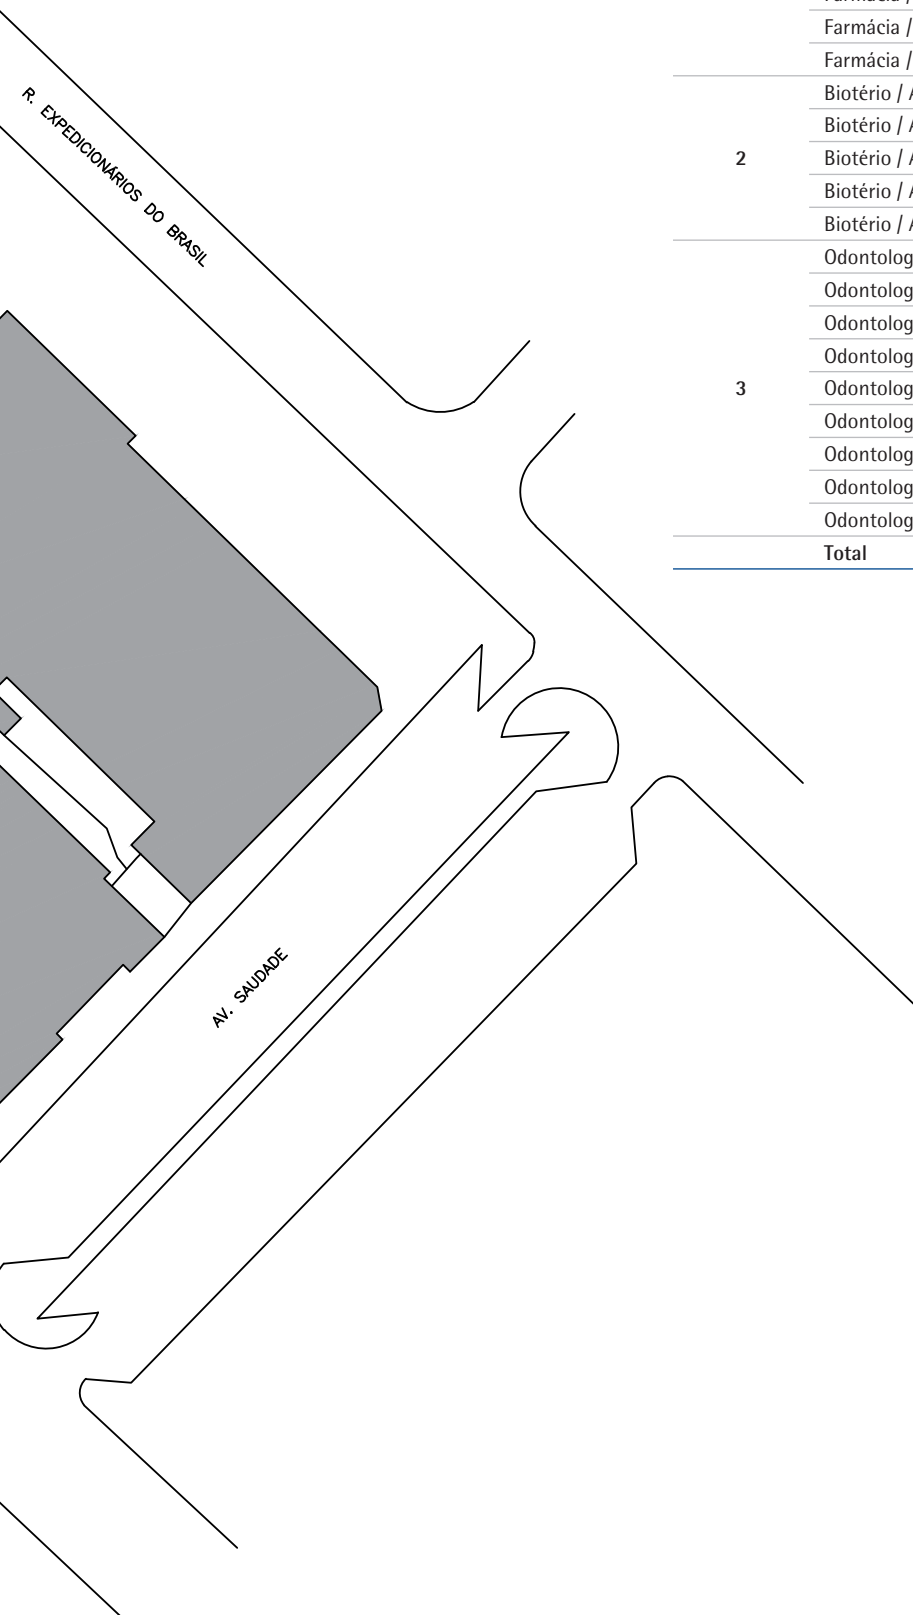 Farmácia /
Farmácia /
Farmácia /
Biotério / A
Biotério / A
2
Biotério / A
Biotério / A
Biotério / A
Odontolog
Odontolog
Odontolog
Odontolog
3
Odontolog
Odontolog
Odontolog
Odontolog
Odontolog
Total
R. EXPEDICIONÁRIOS DO BRASIL
AV. SAUDADE